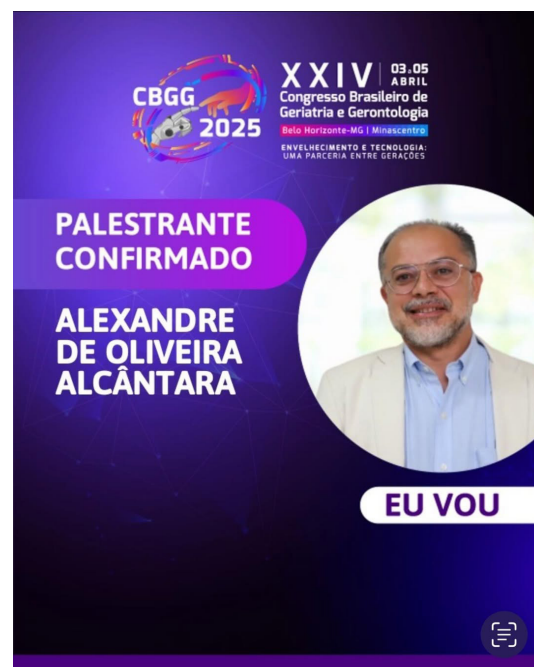 CBGG
2025
XXIV
03 a 05
ABRIL
Congresso Brasileiro de
Geriatria e Gerontologia
Belo Horizonte-MG | Minascentro
ENVELHECIMENTO E TECNOLOGIA:
UMA PARCERIA ENTRE GERAÇÕES
PALESTRANTE
CONFIRMADO
ALEXANDRE
DE OLIVEIRA
ALCÂNTARA
EU VOU